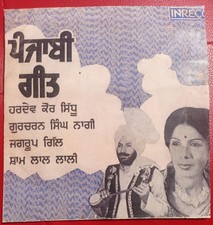 INRECO
ਪੰਜਾਬੀ
ਗੀਤ
ਹਰਦੇਵ ਕੌਰ ਸਿੱਧੂ
ਗੁਰਚਰਨ ਸਿੰਘ ਨਾਗੀ
ਜਗਰੂਪ ਗਿੱਲ
ਸ਼ਾਮ ਲਾਲ ਲਾਲੀ